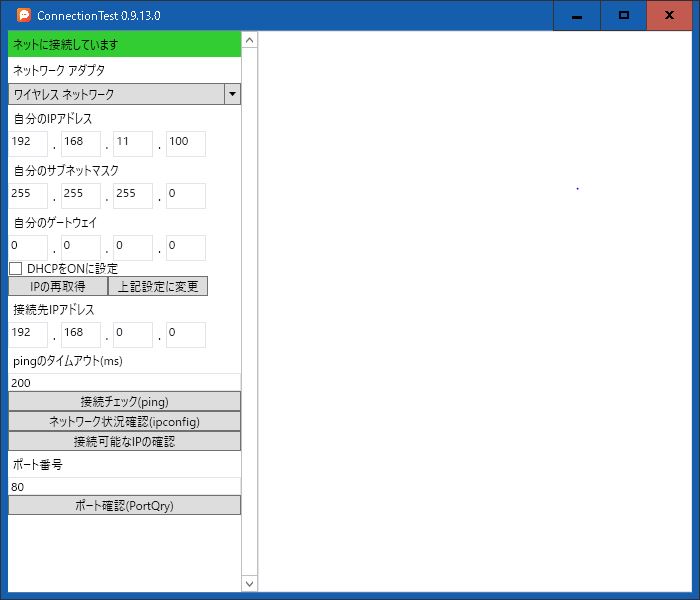 ConnectionTest 0.9.13.0
ネットに接続しています
ネットワーク アダプタ
ワイヤレス ネットワーク
自分のIPアドレス
192 . 168 . 11 . 100
自分のサブネットマスク
255 . 255 . 255 . 0
自分のゲートウェイ
0 . 0 . 0 . 0
DHCPをONに設定
IPの再取得 上記設定に変更
接続先IPアドレス
192 . 168 . 0 . 0
pingのタイムアウト(ms)
200
接続チェック(ping)
ネットワーク状況確認(ipconfig)
接続可能なIPの確認
ポート番号
80
ポート確認(PortQry)